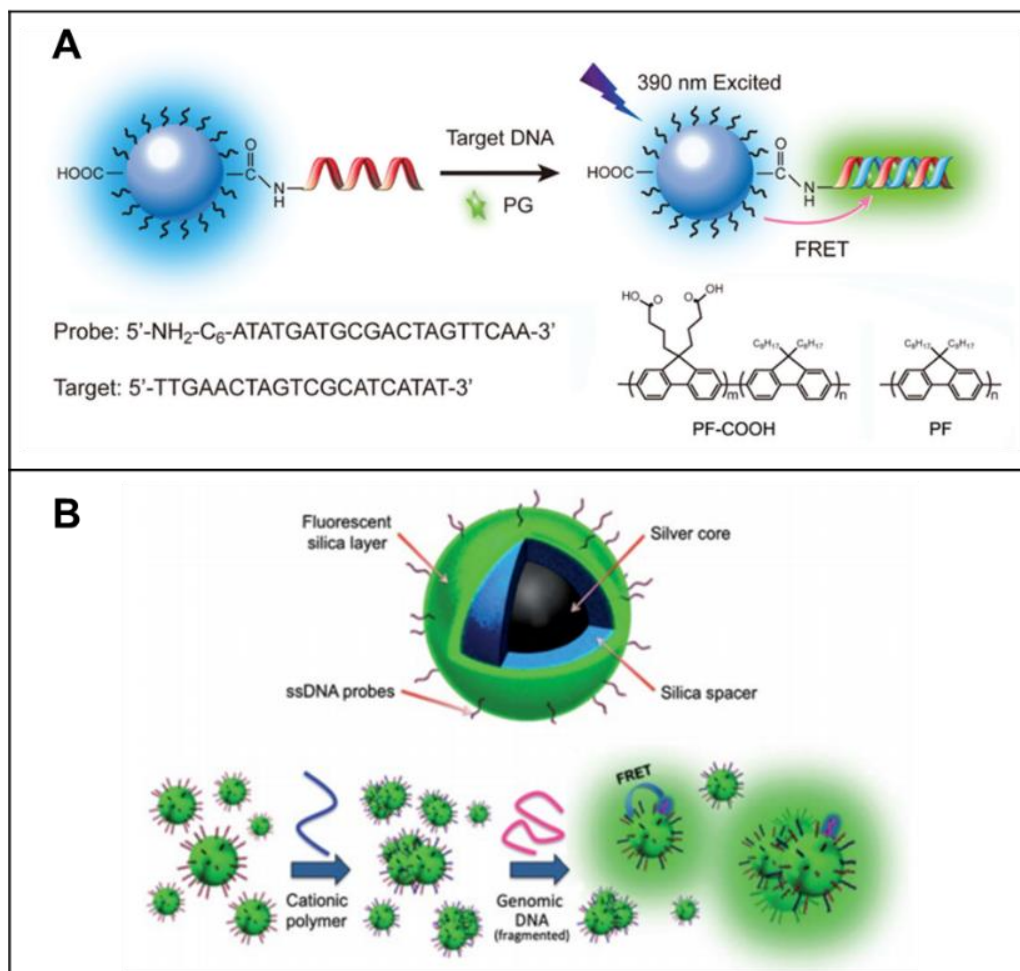 A
390 nm Excited
Target DNA
PG
HOOC
O
C
N
H
HOOC
O
C
N
H
FRET
Probe: 5'-NH₂-C₆-ATATGATGCGACTAGTTCAA-3'
Target: 5'-TTGAACTAGTCGCATCATAT-3'
HO
O
O
OH
C₈H₁₇
C₈H₁₇
C₈H₁₇
C₈H₁₇
m
n
n
PF-COOH
PF
B
Fluorescent
silica layer
Silver core
ssDNA probes
Silica spacer
FRET
Cationic
polymer
Genomic
DNA
(fragmented)